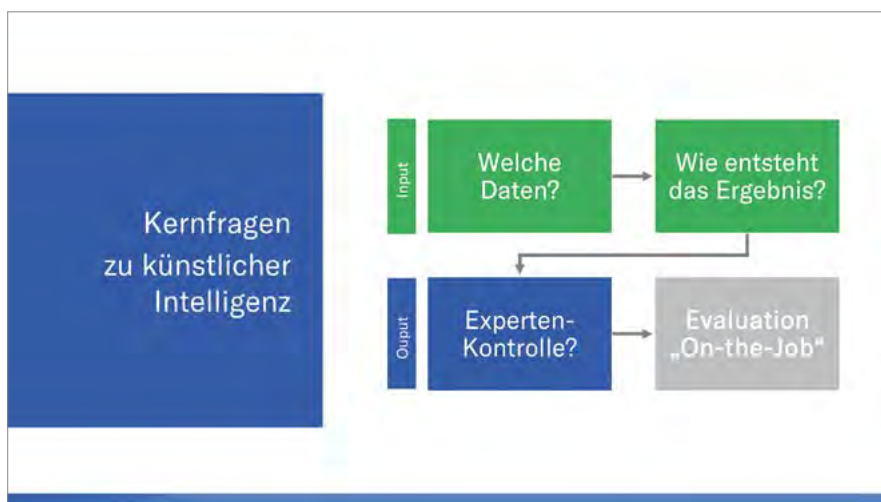 Kernfragen
zu künstlicher
Intelligenz
Input
Welche
Daten?
Wie entsteht
das Ergebnis?
Ouput
Experten-
Kontrolle?
Evaluation
„On-the-Job“